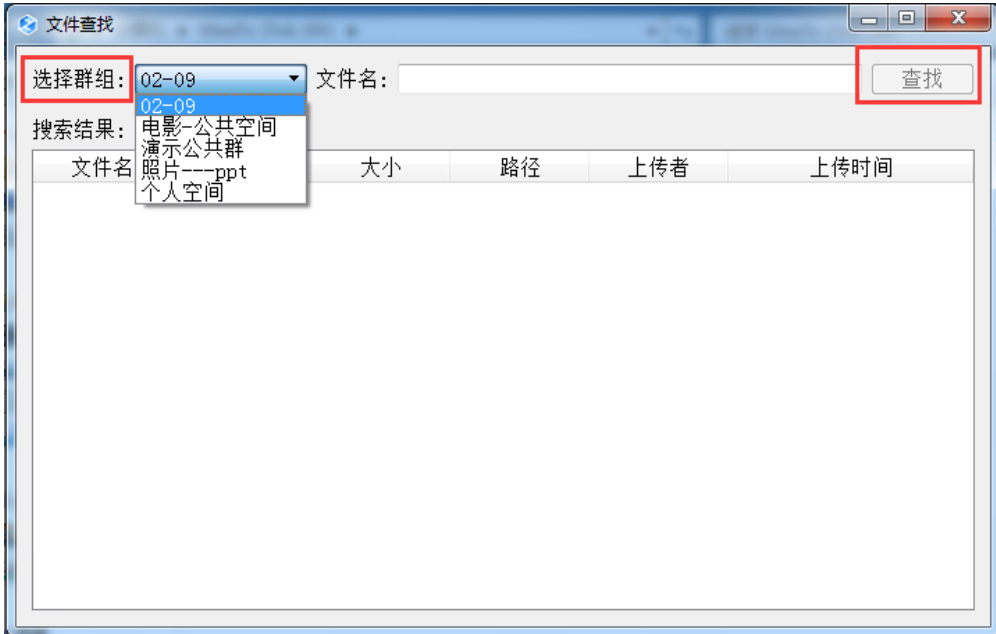 文件查找
选择群组: 02-09 文件名: 查找
02-09
电影-公共空间
演示公共群
照片---ppt
个人空间
搜索结果:
文件名 大小 路径 上传者 上传时间